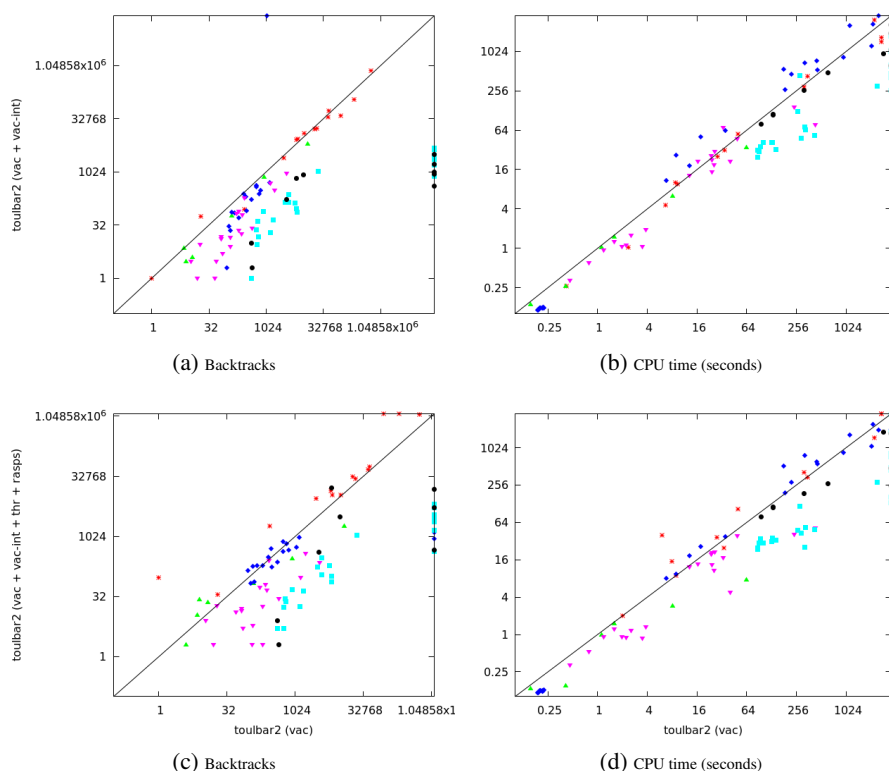 toulbar2 (vac + vac-int)
1.04858x10⁶
32768
1024
32
1
1 32 1024 32768 1.04858x10⁶
(a) Backtracks
1024
256
64
16
4
1
0.25
0.25 1 4 16 64 256 1024
(b) CPU time (seconds)
toulbar2 (vac + vac-int + thr + rasps)
1.04858x10⁶
32768
1024
32
1
1 32 1024 32768 1.04858x1
toulbar2 (vac)
(c) Backtracks
1024
256
64
16
4
1
0.25
0.25 1 4 16 64 256 1024
toulbar2 (vac)
(d) CPU time (seconds)